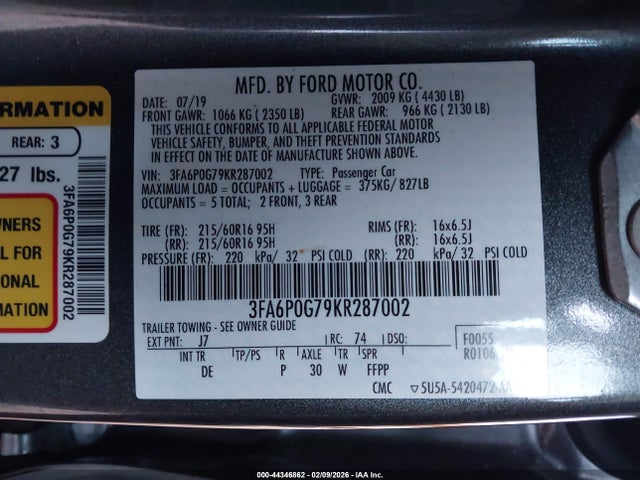 ORMATION
REAR: 3
27 lbs.
WNERS
L FOR
IONAL
ON
3FA6P0G79KR287002
MFD. BY FORD MOTOR CO.
DATE: 07/19 GVWR: 2009 KG ( 4430 LB)
FRONT GAWR: 1066 KG ( 2350 LB) REAR GAWR: 966 KG ( 2130 LB)
THIS VEHICLE CONFORMS TO ALL APPLICABLE FEDERAL MOTOR
VEHICLE SAFETY, BUMPER, AND THEFT PREVENTION STANDARDS
IN EFFECT ON THE DATE OF MANUFACTURE SHOWN ABOVE.
VIN: 3FA6P0G79KR287002 TYPE: Passenger Car
MAXIMUM LOAD = OCCUPANTS + LUGGAGE = 375KG/ 827LB
OCCUPANTS = 5 TOTAL; 2 FRONT, 3 REAR
TIRE (FR): 215/60R16 95H RIMS (FR): 16x6.5J
(RR): 215/60R16 95H (RR): 16x6.5J
PRESSURE (FR): 220 kPa/ 32 PSI COLD (RR): 220 kPa/ 32 PSI COLD
3FA6P0G79KR287002
TRAILER TOWING - SEE OWNER GUIDE
EXT PNT: J7 RC: 74 DSO: F0055
R0106
INT TR TP/PS R AXLE TR SPR
DE P 30 W FFPP
CMC 5U5A-5420472-AA
000-44346862 - 02/09/2026 - IAA Inc.